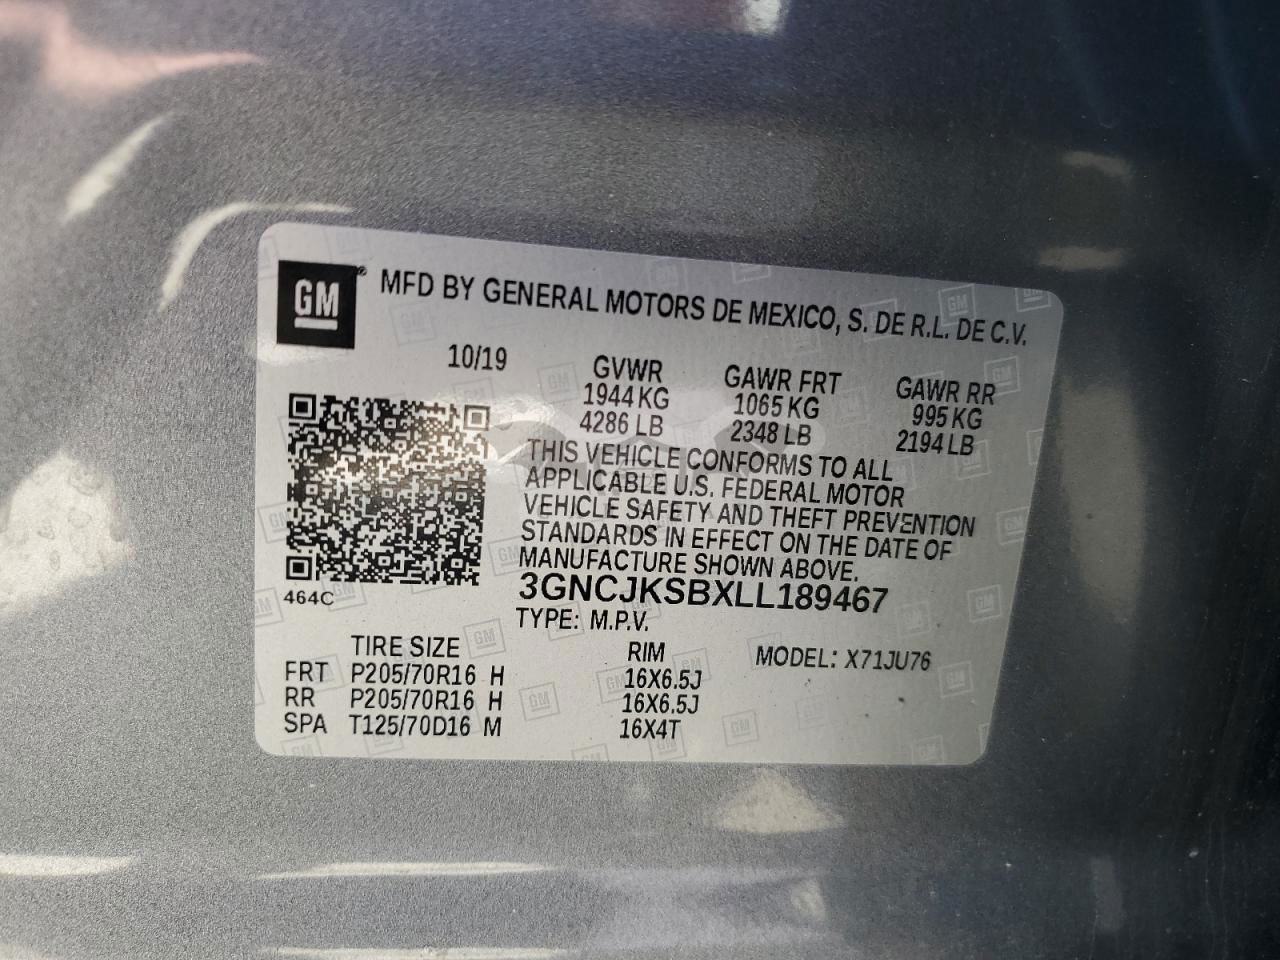 GM® MFD BY GENERAL MOTORS DE MEXICO, S. DE R.L. DE C.V.
10/19 GVWR GAWR FRT GAWR RR
1944 KG 1065 KG 995 KG
4286 LB 2348 LB 2194 LB
THIS VEHICLE CONFORMS TO ALL
APPLICABLE U.S. FEDERAL MOTOR
VEHICLE SAFETY AND THEFT PREVENTION
STANDARDS IN EFFECT ON THE DATE OF
MANUFACTURE SHOWN ABOVE.
464C
3GNCJKSBXLL189467
TYPE: M.P.V.
TIRE SIZE RIM MODEL: X71JU76
FRT P205/70R16 H 16X6.5J
RR P205/70R16 H 16X6.5J
SPA T125/70D16 M 16X4T